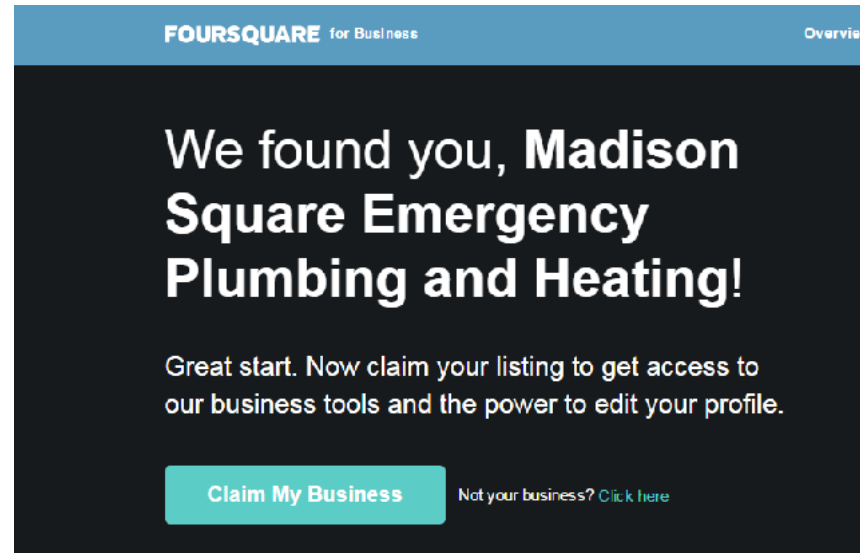 FOURSQUARE for Business
Overvie
We found you, Madison
Square Emergency
Plumbing and Heating!
Great start. Now claim your listing to get access to
our business tools and the power to edit your profile.
Claim My Business
Not your business? Click here